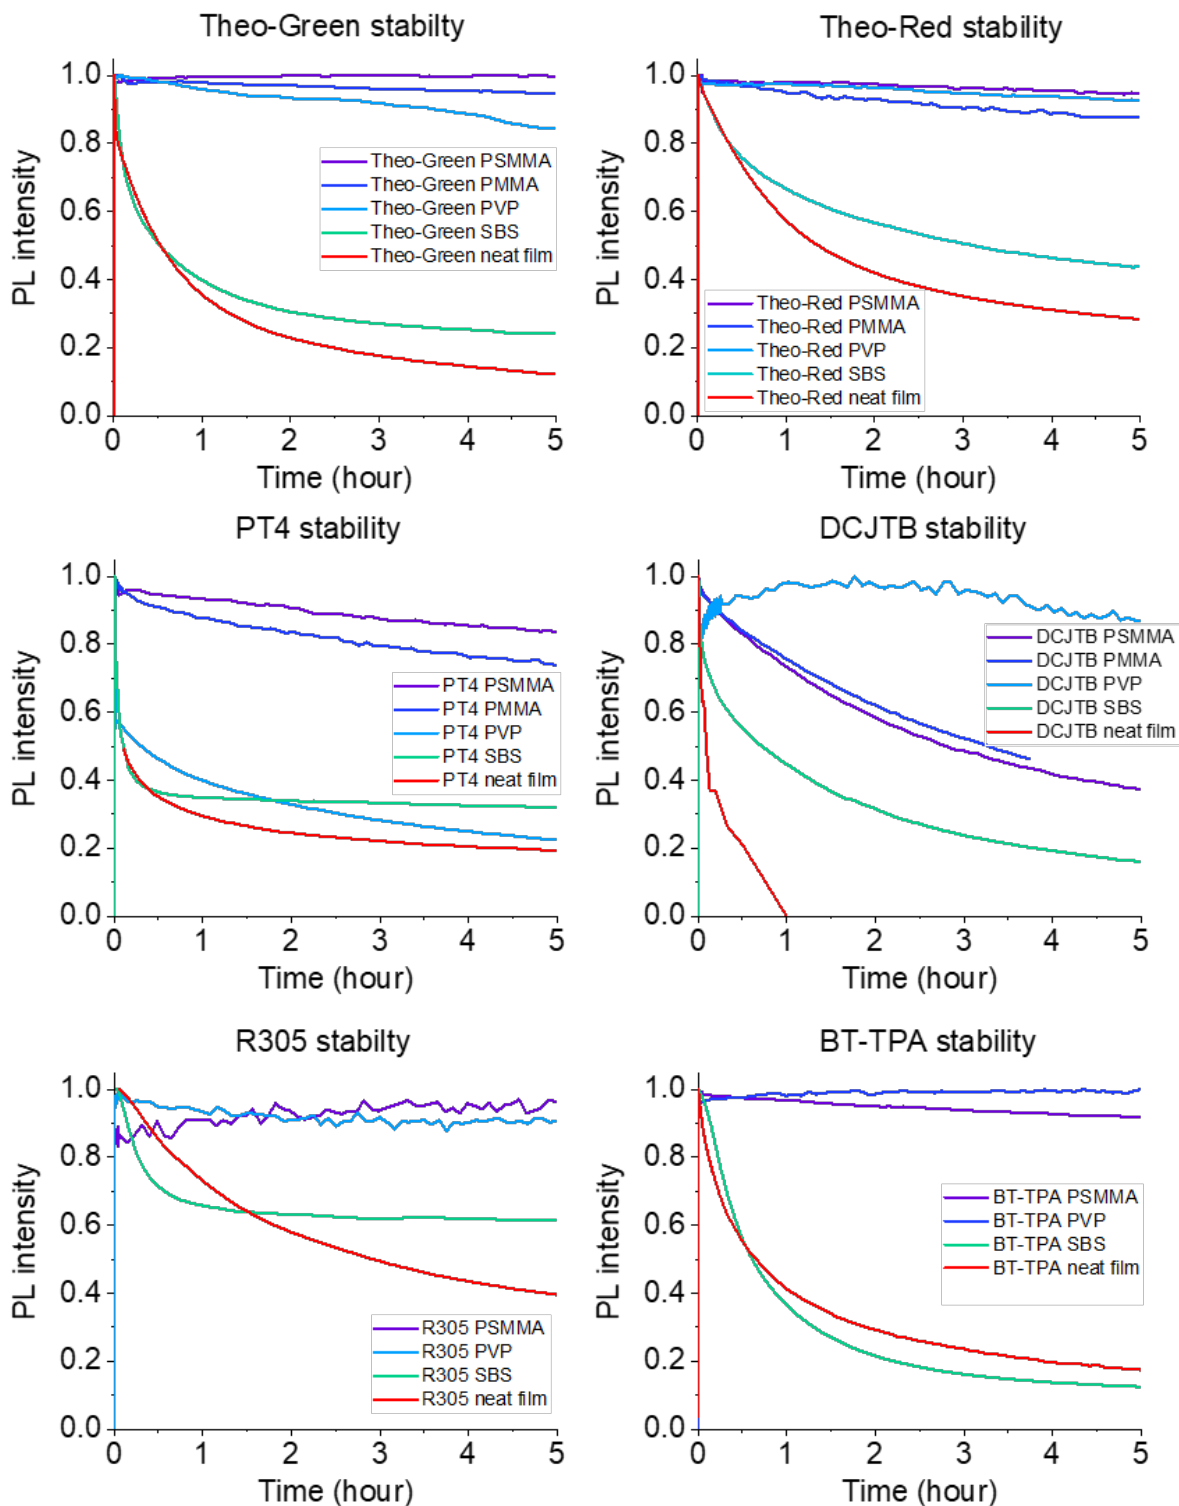 Theo-Green stabilty
PL intensity
1.0
0.8
0.6
0.4
0.2
0.0
Theo-Green PSMMA
Theo-Green PMMA
Theo-Green PVP
Theo-Green SBS
Theo-Green neat film
0 1 2 3 4 5
Time (hour)
Theo-Red stability
PL intensity
1.0
0.8
0.6
0.4
0.2
0.0
Theo-Red PSMMA
Theo-Red PMMA
Theo-Red PVP
Theo-Red SBS
Theo-Red neat film
0 1 2 3 4 5
Time (hour)
PT4 stability
PL intensity
1.0
0.8
0.6
0.4
0.2
0.0
PT4 PSMMA
PT4 PMMA
PT4 PVP
PT4 SBS
PT4 neat film
0 1 2 3 4 5
Time (hour)
DCJTB stability
PL intensity
1.0
0.8
0.6
0.4
0.2
0.0
DCJTB PSMMA
DCJTB PMMA
DCJTB PVP
DCJTB SBS
DCJTB neat film
0 1 2 3 4 5
Time (hour)
R305 stabilty
PL intensity
1.0
0.8
0.6
0.4
0.2
0.0
R305 PSMMA
R305 PVP
R305 SBS
R305 neat film
0 1 2 3 4 5
Time (hour)
BT-TPA stability
PL intensity
1.0
0.8
0.6
0.4
0.2
0.0
BT-TPA PSMMA
BT-TPA PVP
BT-TPA SBS
BT-TPA neat film
0 1 2 3 4 5
Time (hour)